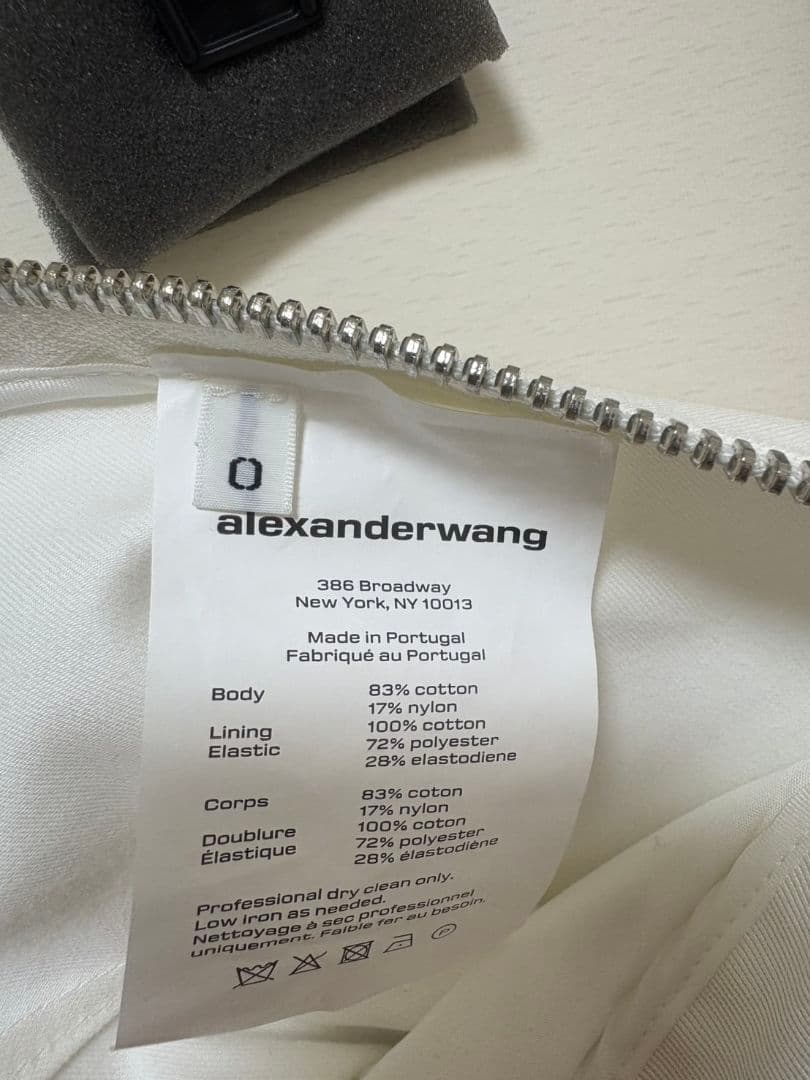 0
alexanderwang
386 Broadway
New York, NY 10013
Made in Portugal
Fabriqué au Portugal
Body 83% cotton
17% nylon
Lining 100% cotton
Elastic 72% polyester
28% elastodiene
Corps 83% coton
17% nylon
Doublure 100% coton
Élastique 72% polyester
28% élastodiène
Professional dry clean only.
Low iron as needed.
Nettoyage à sec professionnel
uniquement. Faible fer au besoin.
P